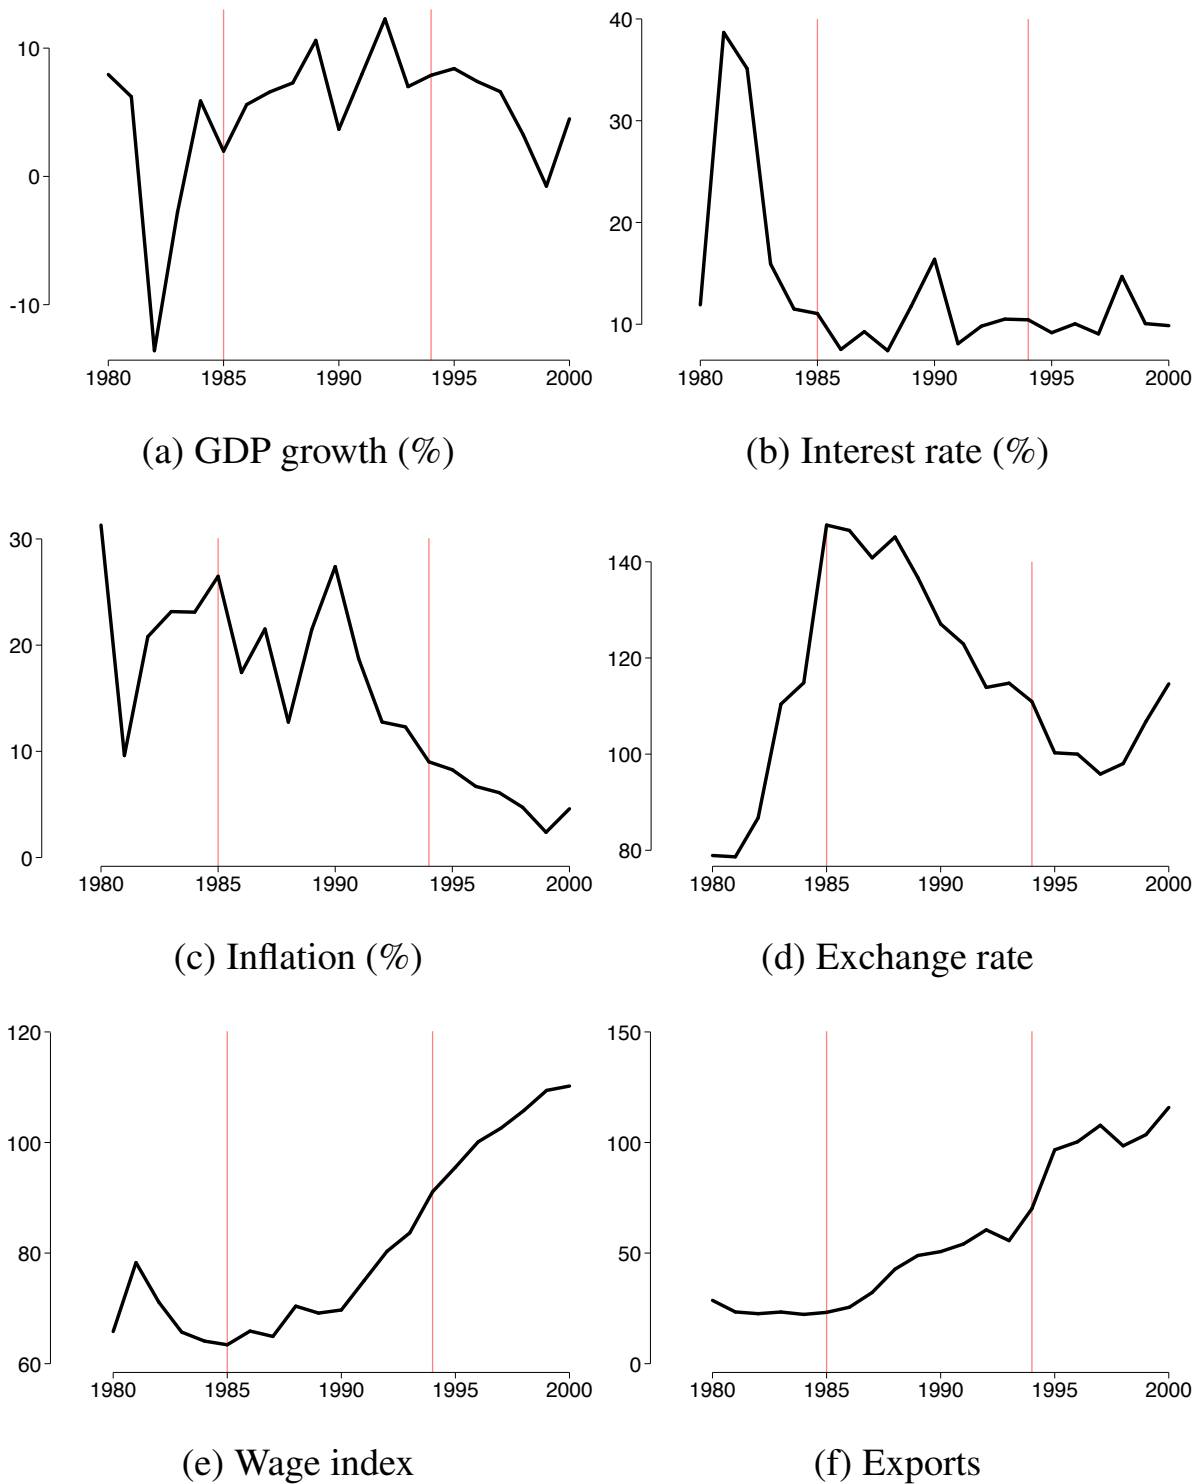 10
0
-10
1980 1985 1990 1995 2000
(a) GDP growth (%)
40
30
20
10
1980 1985 1990 1995 2000
(b) Interest rate (%)
30
20
10
0
1980 1985 1990 1995 2000
(c) Inflation (%)
140
120
100
80
1980 1985 1990 1995 2000
(d) Exchange rate
120
100
80
60
1980 1985 1990 1995 2000
(e) Wage index
150
100
50
0
1980 1985 1990 1995 2000
(f) Exports